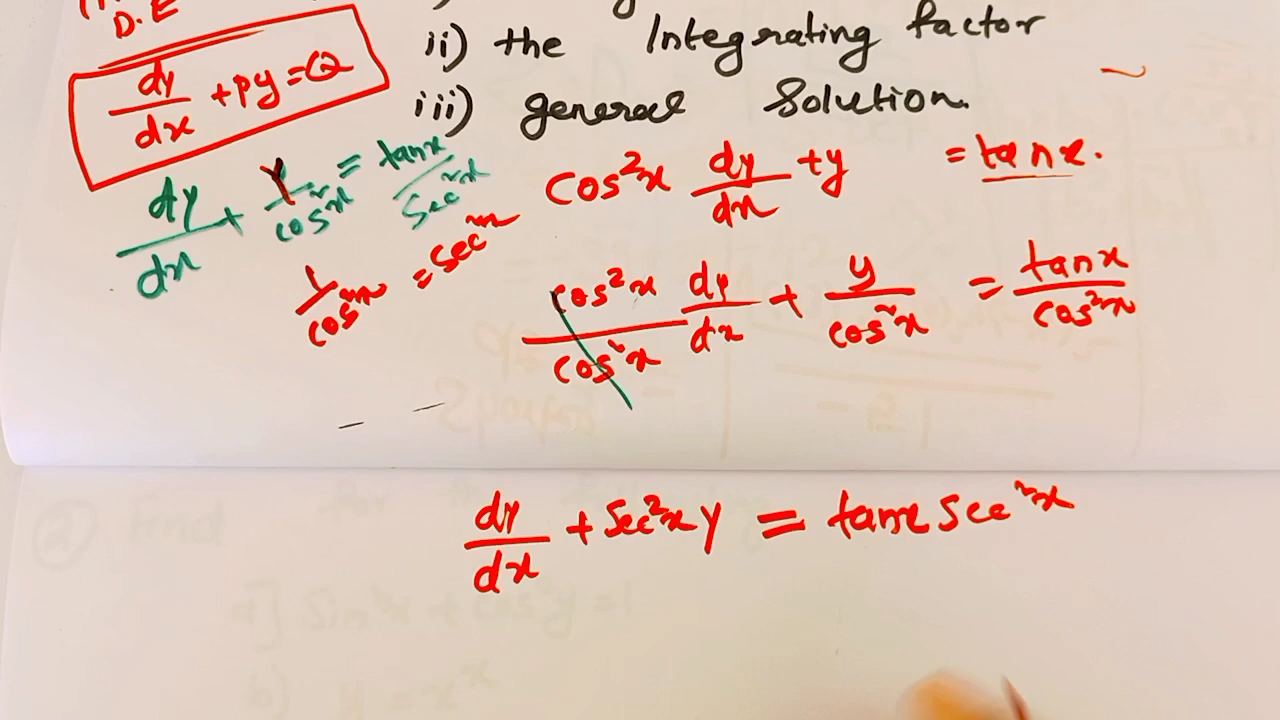 D.E
ii) the Integrating factor
dy/dx + py = Q
iii) general Solution.
cos²x dy/dx + y = tanx.
dy/dx + y/cos²x = tanx/sec²x
1/cos²x = sec²x
cos²x/cos²x dy/dx + y/cos²x = tanx/cos²x
dy/dx + sec²x y = tanx sec²x